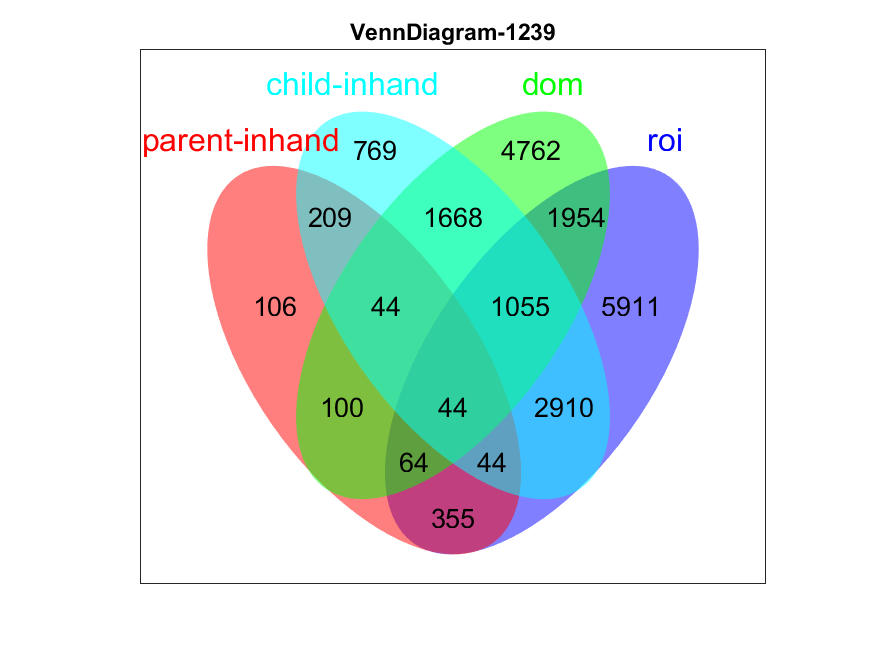 VennDiagram-1239
child-inhand dom
parent-inhand roi
769 4762
209 1668 1954
106 44 1055 5911
100 44 2910
64 44
355